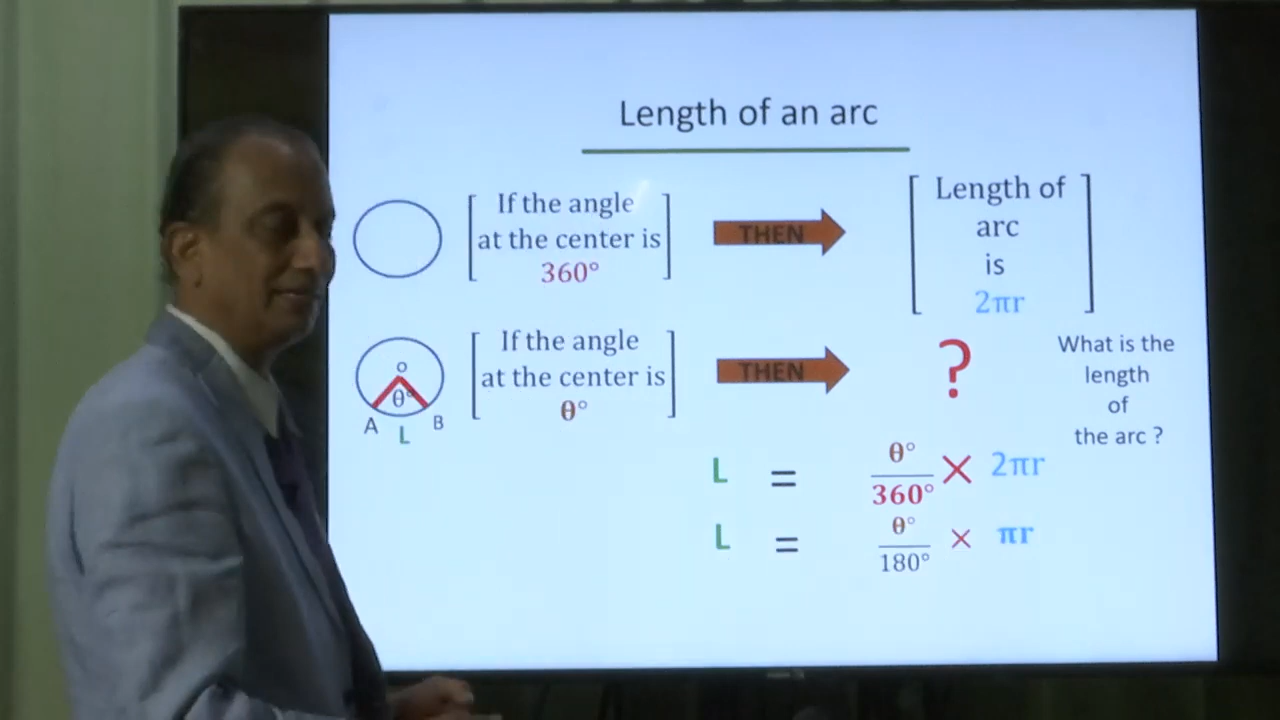 Length of an arc
If the angle
at the center is
360°
THEN
Length of
arc
is
2πr
O
θ°
A
B
L
If the angle
at the center is
θ°
THEN
?
What is the
length
of
the arc ?
L = θ°/360° × 2πr
L = θ°/180° × πr